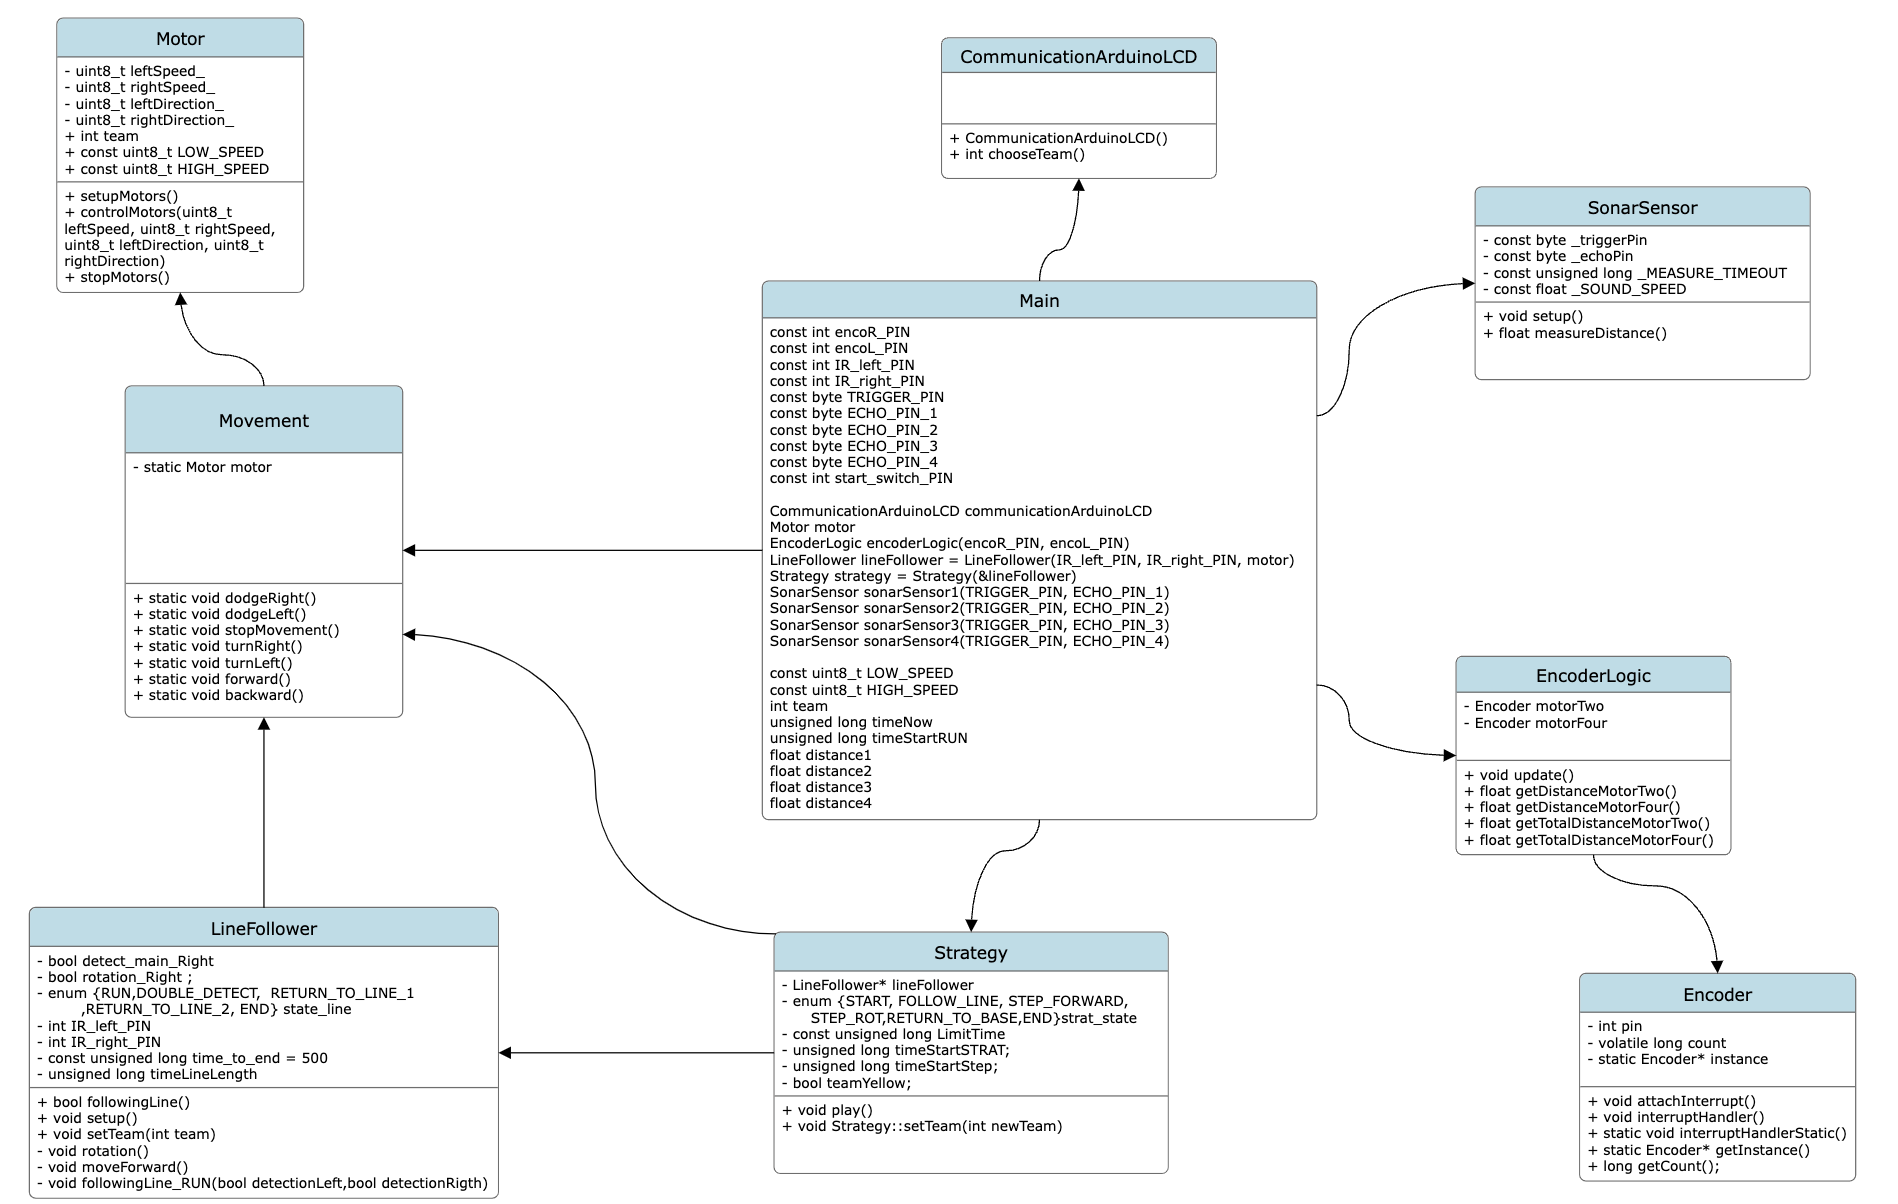 Motor
- uint8_t leftSpeed_
- uint8_t rightSpeed_
- uint8_t leftDirection_
- uint8_t rightDirection_
+ int team
+ const uint8_t LOW_SPEED
+ const uint8_t HIGH_SPEED
+ setupMotors()
+ controlMotors(uint8_t
leftSpeed, uint8_t rightSpeed,
uint8_t leftDirection, uint8_t
rightDirection)
+ stopMotors()
CommunicationArduinoLCD
+ CommunicationArduinoLCD()
+ int chooseTeam()
SonarSensor
- const byte _triggerPin
- const byte _echoPin
- const unsigned long _MEASURE_TIMEOUT
- const float _SOUND_SPEED
+ void setup()
+ float measureDistance()
Main
const int encoR_PIN
const int encoL_PIN
const int IR_left_PIN
const int IR_right_PIN
const byte TRIGGER_PIN
const byte ECHO_PIN_1
const byte ECHO_PIN_2
const byte ECHO_PIN_3
const byte ECHO_PIN_4
const int start_switch_PIN
CommunicationArduinoLCD communicationArduinoLCD
Motor motor
EncoderLogic encoderLogic(encoR_PIN, encoL_PIN)
LineFollower lineFollower = LineFollower(IR_left_PIN, IR_right_PIN, motor)
Strategy strategy = Strategy(&lineFollower)
SonarSensor sonarSensor1(TRIGGER_PIN, ECHO_PIN_1)
SonarSensor sonarSensor2(TRIGGER_PIN, ECHO_PIN_2)
SonarSensor sonarSensor3(TRIGGER_PIN, ECHO_PIN_3)
SonarSensor sonarSensor4(TRIGGER_PIN, ECHO_PIN_4)
const uint8_t LOW_SPEED
const uint8_t HIGH_SPEED
int team
unsigned long timeNow
unsigned long timeStartRUN
float distance1
float distance2
float distance3
float distance4
Movement
- static Motor motor
+ static void dodgeRight()
+ static void dodgeLeft()
+ static void stopMovement()
+ static void turnRight()
+ static void turnLeft()
+ static void forward()
+ static void backward()
EncoderLogic
- Encoder motorTwo
- Encoder motorFour
+ void update()
+ float getDistanceMotorTwo()
+ float getDistanceMotorFour()
+ float getTotalDistanceMotorTwo()
+ float getTotalDistanceMotorFour()
LineFollower
- bool detect_main_Right
- bool rotation_Right ;
- enum {RUN,DOUBLE_DETECT, RETURN_TO_LINE_1
,RETURN_TO_LINE_2, END} state_line
- int IR_left_PIN
- int IR_right_PIN
- const unsigned long time_to_end = 500
- unsigned long timeLineLength
+ bool followingLine()
+ void setup()
+ void setTeam(int team)
- void rotation()
- void moveForward()
- void followingLine_RUN(bool detectionLeft,bool detectionRigth)
Strategy
- LineFollower* lineFollower
- enum {START, FOLLOW_LINE, STEP_FORWARD,
STEP_ROT,RETURN_TO_BASE,END}strat_state
- const unsigned long LimitTime
- unsigned long timeStartSTRAT;
- unsigned long timeStartStep;
- bool teamYellow;
+ void play()
+ void Strategy::setTeam(int newTeam)
Encoder
- int pin
- volatile long count
- static Encoder* instance
+ void attachInterrupt()
+ void interruptHandler()
+ static void interruptHandlerStatic()
+ static Encoder* getInstance()
+ long getCount();